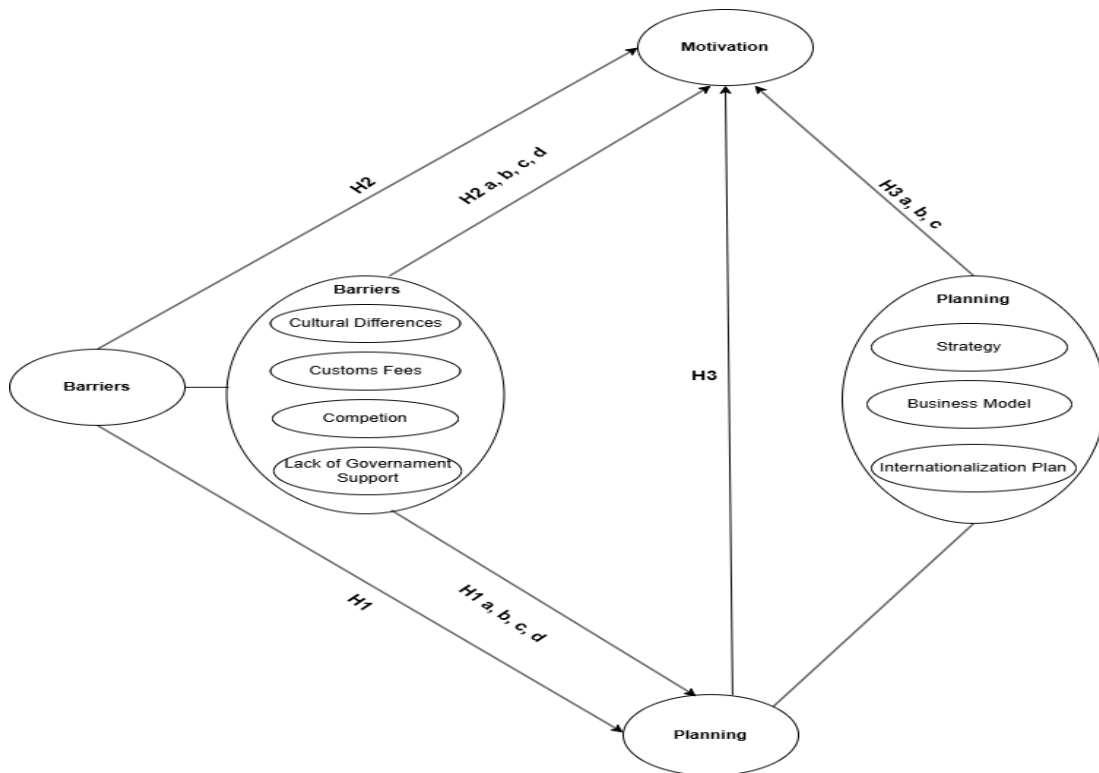 Motivation
H2
H2 a, b, c, d
H3 a, b, c
Barriers
Cultural Differences
Customs Fees
Competion
Lack of Governament
Support
Planning
Strategy
Business Model
Internationalization Plan
Barriers
H3
H1
H1 a, b, c, d
Planning